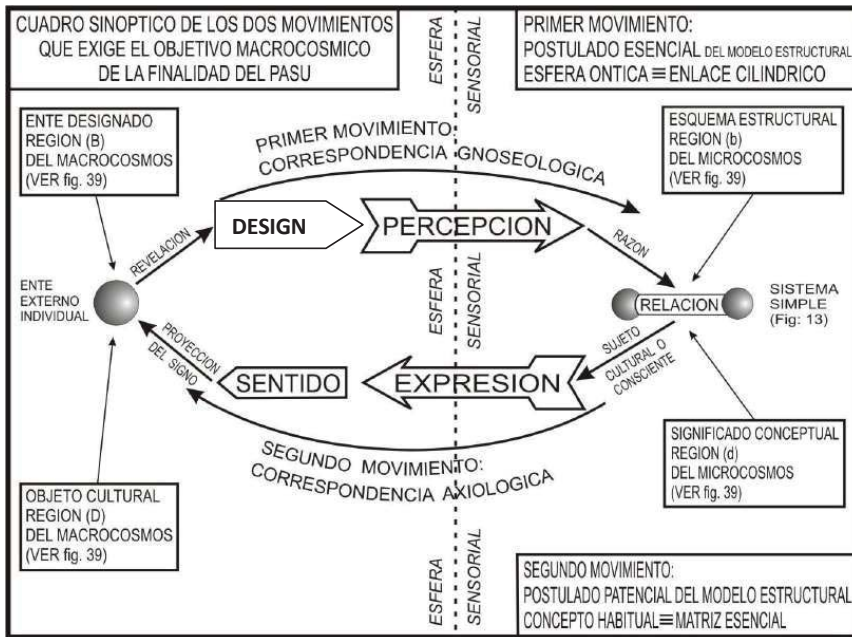 CUADRO SINOPTICO DE LOS DOS MOVIMIENTOS
QUE EXIGE EL OBJETIVO MACROCOSMICO
DE LA FINALIDAD DEL PASU
ESFERA
SENSORIAL
PRIMER MOVIMIENTO:
POSTULADO ESENCIAL DEL MODELO ESTRUCTURAL
ESFERA ONTICA ≡ ENLACE CILINDRICO
ENTE DESIGNADO
REGION (B)
DEL MACROCOSMOS
(VER fig. 39)
PRIMER MOVIMIENTO:
CORRESPONDENCIA GNOSEOLOGICA
ESQUEMA ESTRUCTURAL
REGION (b)
DEL MICROCOSMOS
(VER fig. 39)
REVELACION
DESIGN
PERCEPCION
RAZON
ENTE
EXTERNO
INDIVIDUAL
ESFERA
SENSORIAL
RELACION
SISTEMA
SIMPLE
(Fig: 13)
PROYECCION
DEL SIGNO
SENTIDO
EXPRESION
SUJETO
CULTURAL O
CONSCIENTE
SEGUNDO MOVIMIENTO:
CORRESPONDENCIA AXIOLOGICA
OBJETO CULTURAL
REGION (D)
DEL MACROCOSMOS
(VER fig. 39)
SIGNIFICADO CONCEPTUAL
REGION (d)
DEL MICROCOSMOS
(VER fig. 39)
ESFERA
SENSORIAL
SEGUNDO MOVIMIENTO:
POSTULADO PATENCIAL DEL MODELO ESTRUCTURAL
CONCEPTO HABITUAL≡MATRIZ ESENCIAL